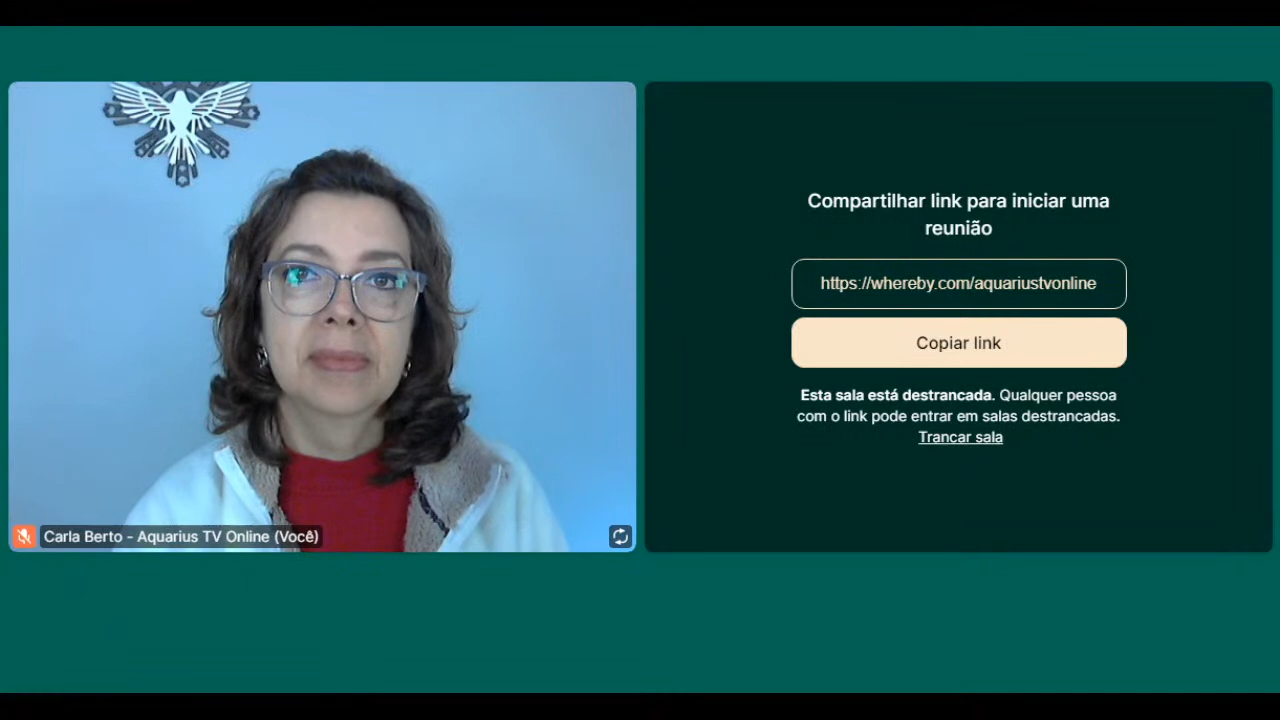 Compartilhar link para iniciar uma
reunião
https://whereby.com/aquariustvonline
Copiar link
Esta sala está destrancada. Qualquer pessoa
com o link pode entrar em salas destrancadas.
Trancar sala
Carla Berto - Aquarius TV Online (Você)